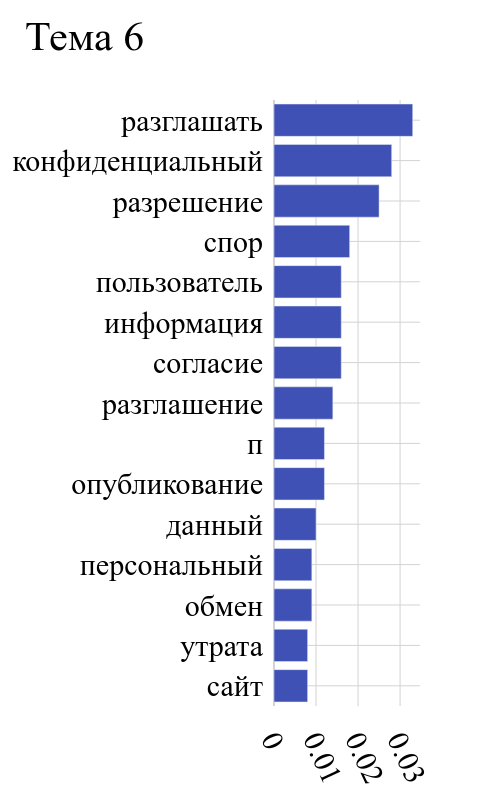 Тема 6
разглашать
конфиденциальный
разрешение
спор
пользователь
информация
согласие
разглашение
п
опубликование
данный
персональный
обмен
утрата
сайт
0
0.01
0.02
0.03